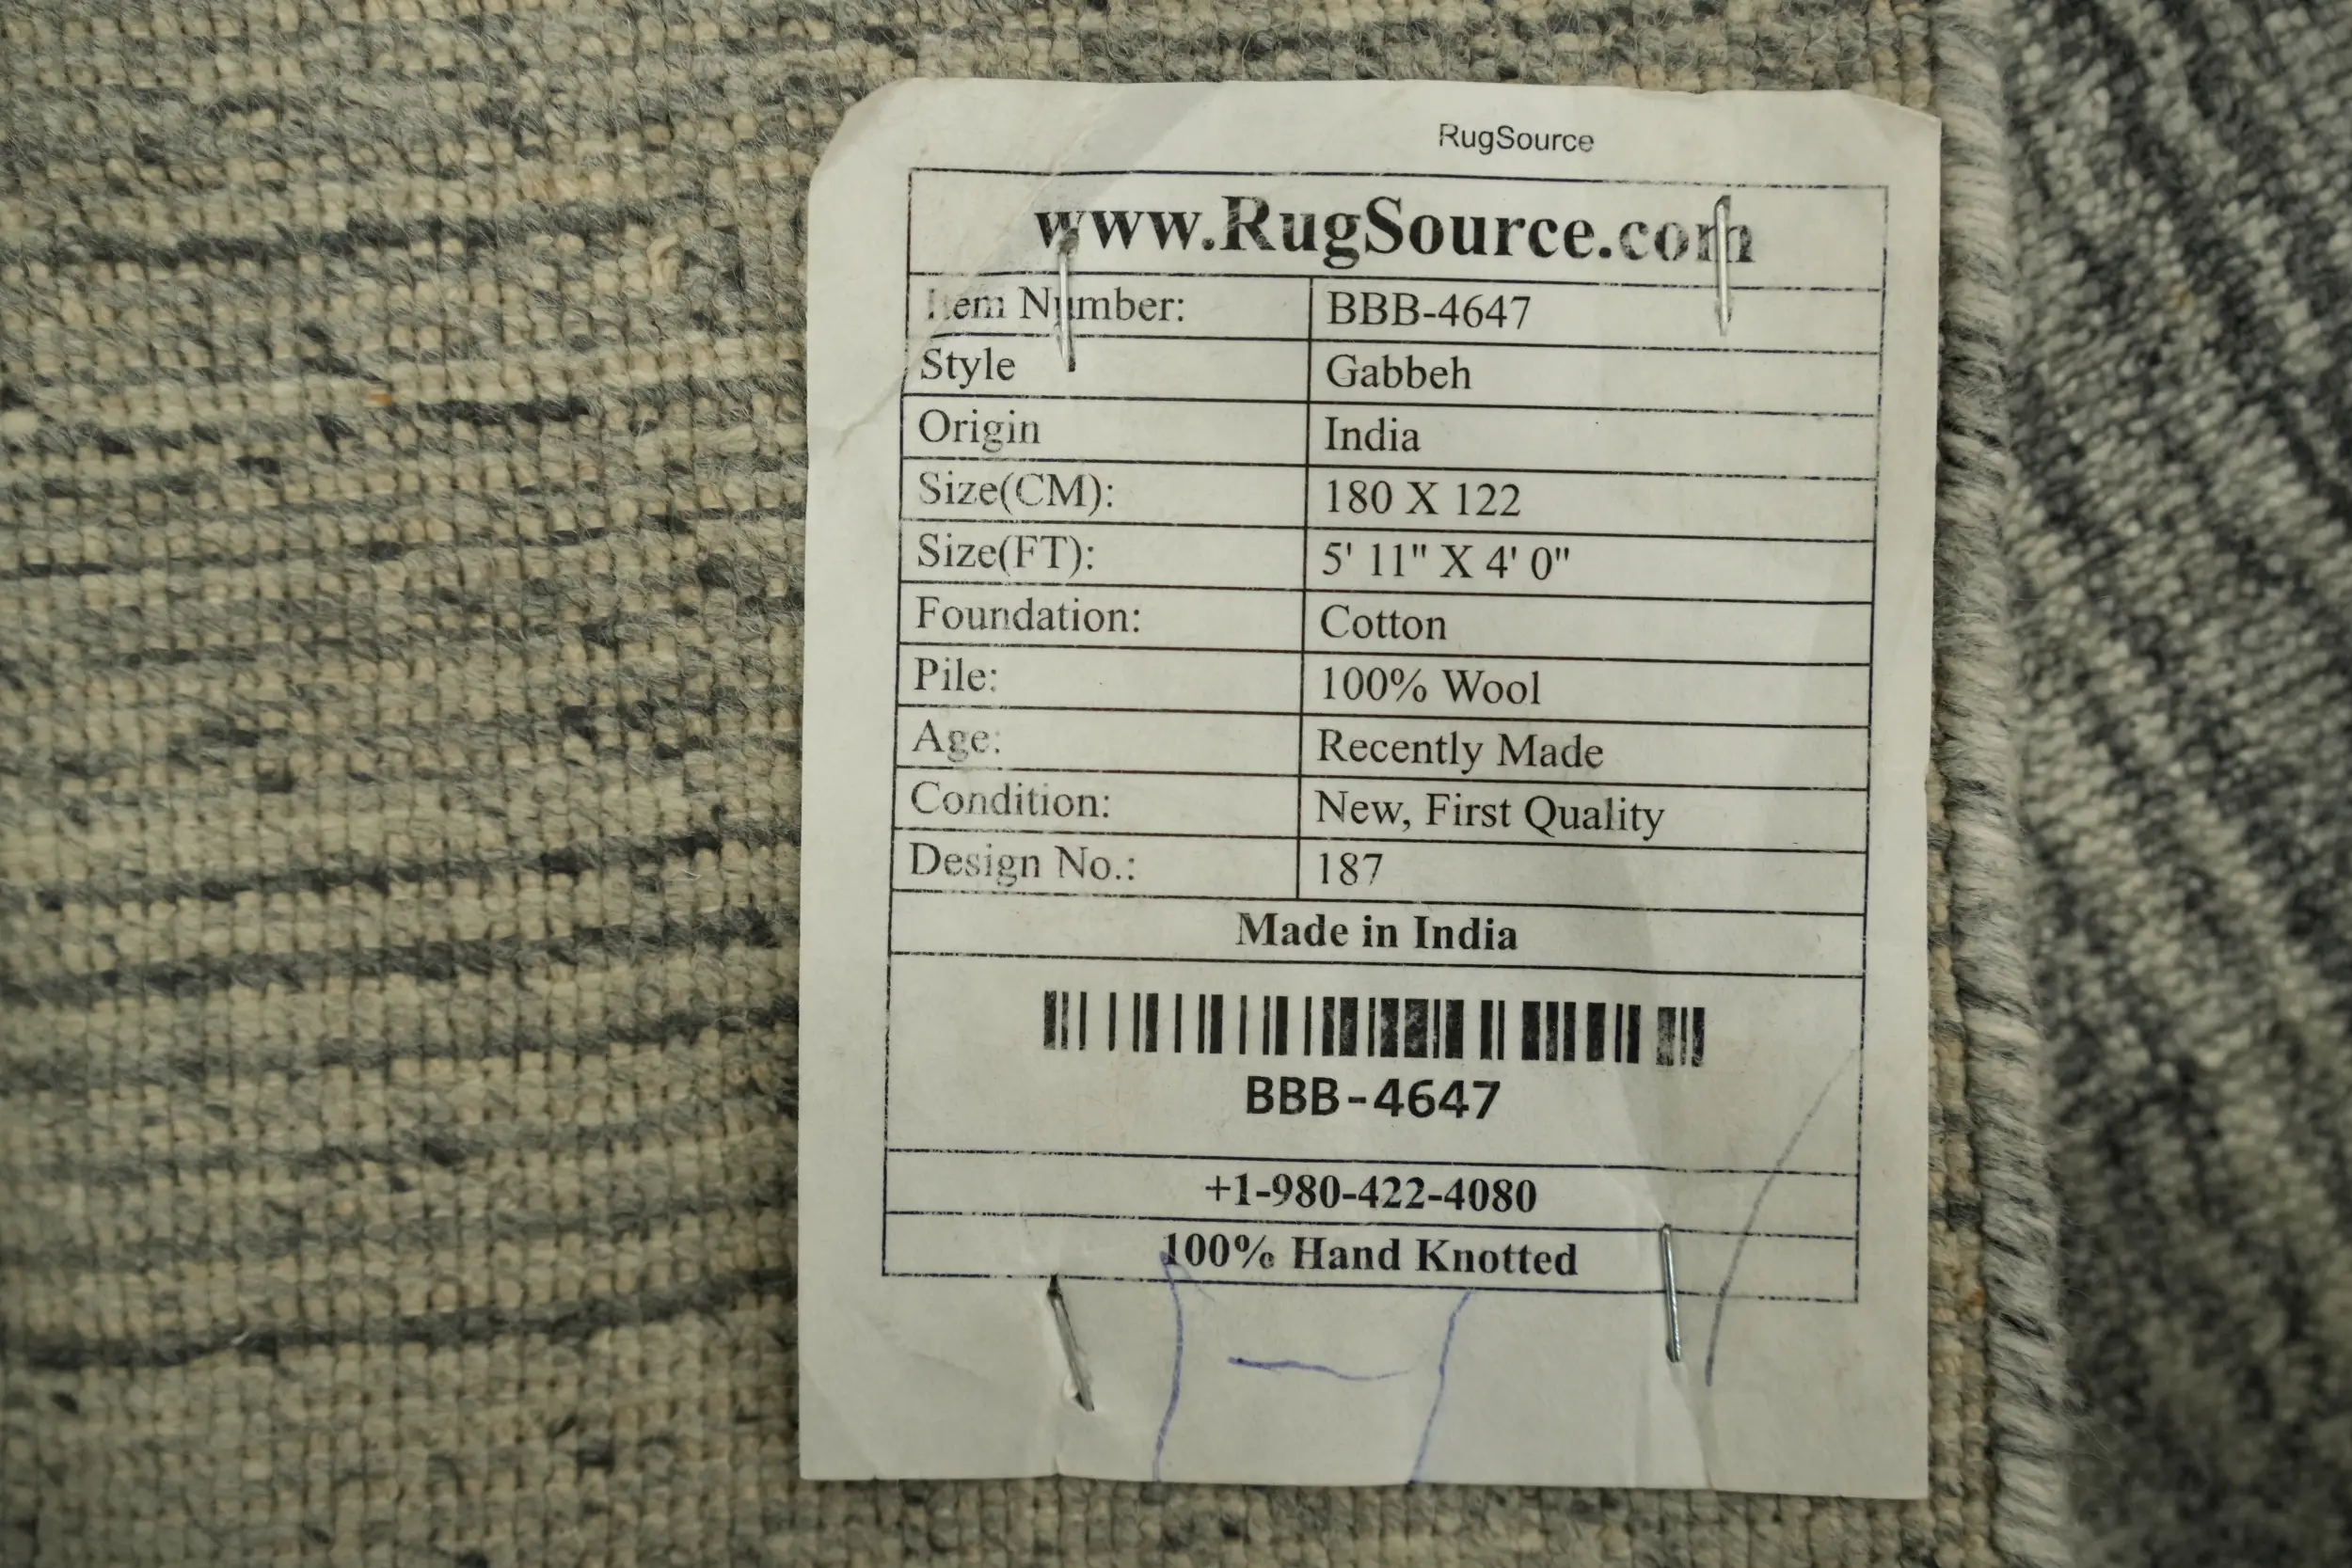 RugSource
www.RugSource.com
Item Number: BBB-4647
Style Gabbeh
Origin India
Size(CM): 180 X 122
Size(FT): 5' 11" X 4' 0"
Foundation: Cotton
Pile: 100% Wool
Age: Recently Made
Condition: New, First Quality
Design No.: 187
Made in India
BBB-4647
+1-980-422-4080
100% Hand Knotted